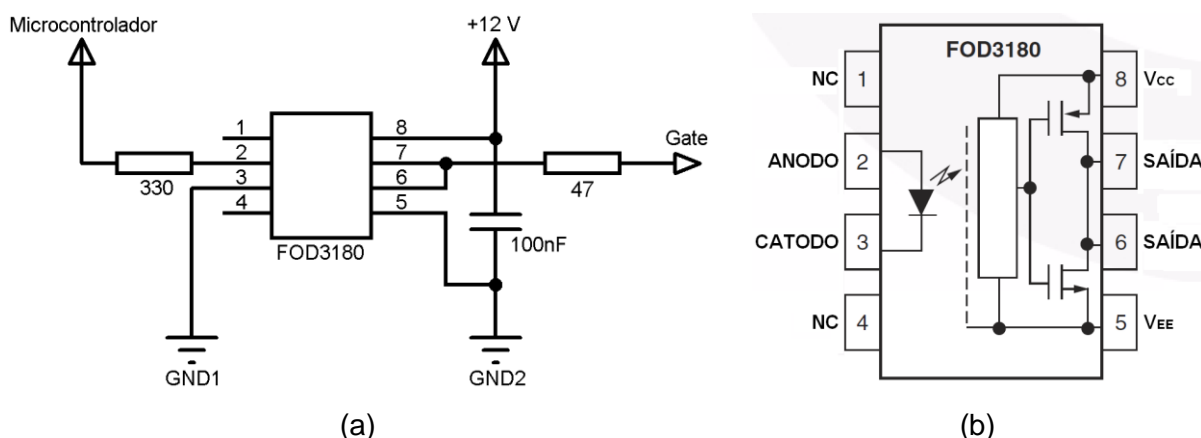 Microcontrolador
+12 V
1
2
3
4
8
7
6
5
330
Gate
47
100nF
FOD3180
GND1
GND2
(a)
FOD3180
NC 1
8 Vcc
ANODO 2
7 SAÍDA
CATODO 3
6 SAÍDA
NC 4
5 VEE
(b)